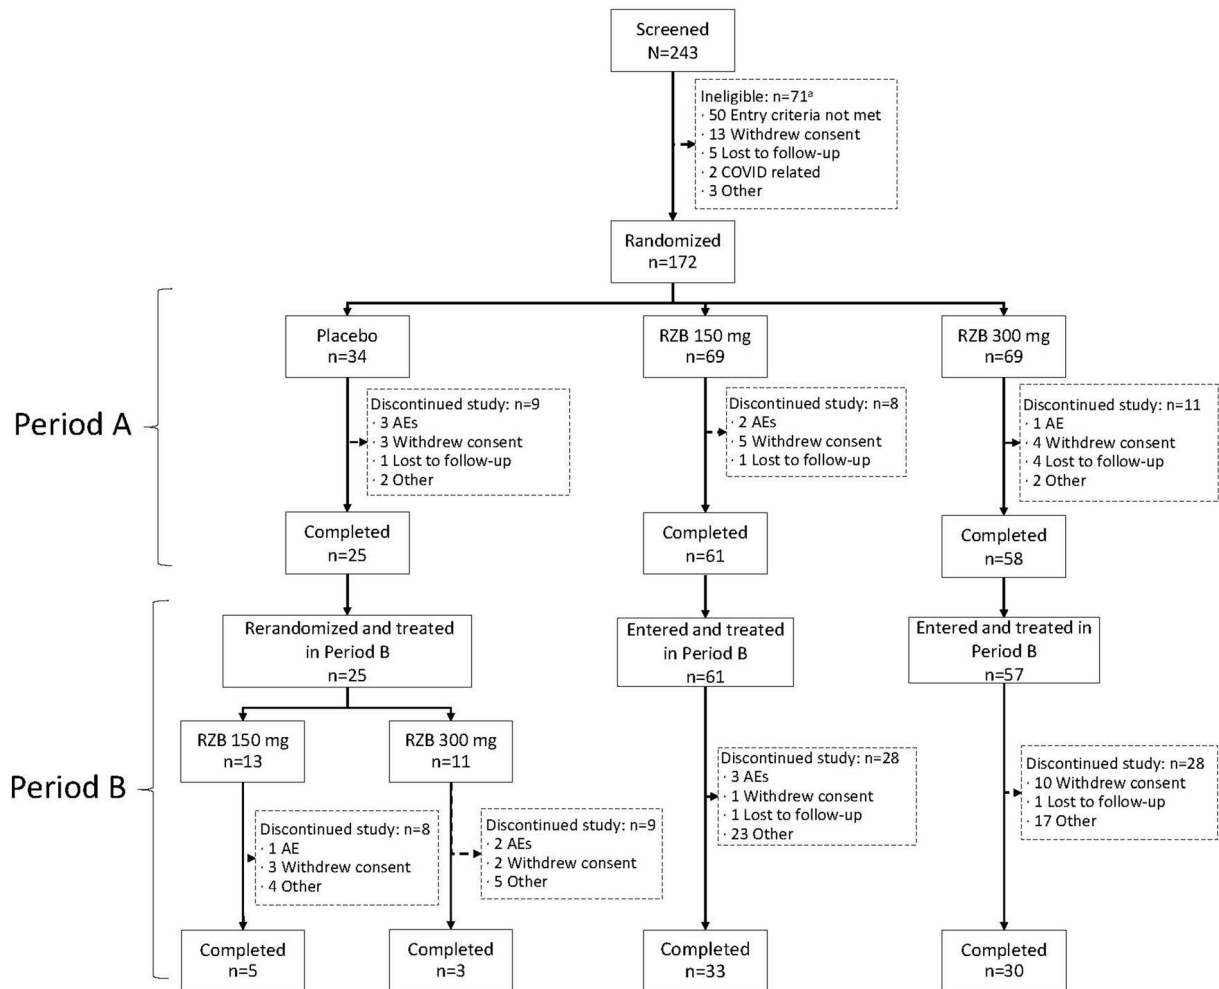 Screened
N=243
Ineligible: n=71ᵃ
· 50 Entry criteria not met
· 13 Withdrew consent
· 5 Lost to follow-up
· 2 COVID related
· 3 Other
Randomized
n=172
Period A
Placebo
n=34
RZB 150 mg
n=69
RZB 300 mg
n=69
Discontinued study: n=9
· 3 AEs
· 3 Withdrew consent
· 1 Lost to follow-up
· 2 Other
Discontinued study: n=8
· 2 AEs
· 5 Withdrew consent
· 1 Lost to follow-up
Discontinued study: n=11
· 1 AE
· 4 Withdrew consent
· 4 Lost to follow-up
· 2 Other
Completed
n=25
Completed
n=61
Completed
n=58
Period B
Rerandomized and treated
in Period B
n=25
Entered and treated
in Period B
n=61
Entered and treated in
Period B
n=57
RZB 150 mg
n=13
RZB 300 mg
n=11
Discontinued study: n=8
· 1 AE
· 3 Withdrew consent
· 4 Other
Discontinued study: n=9
· 2 AEs
· 2 Withdrew consent
· 5 Other
Discontinued study: n=28
· 3 AEs
· 1 Withdrew consent
· 1 Lost to follow-up
· 23 Other
Discontinued study: n=28
· 10 Withdrew consent
· 1 Lost to follow-up
· 17 Other
Completed
n=5
Completed
n=3
Completed
n=33
Completed
n=30